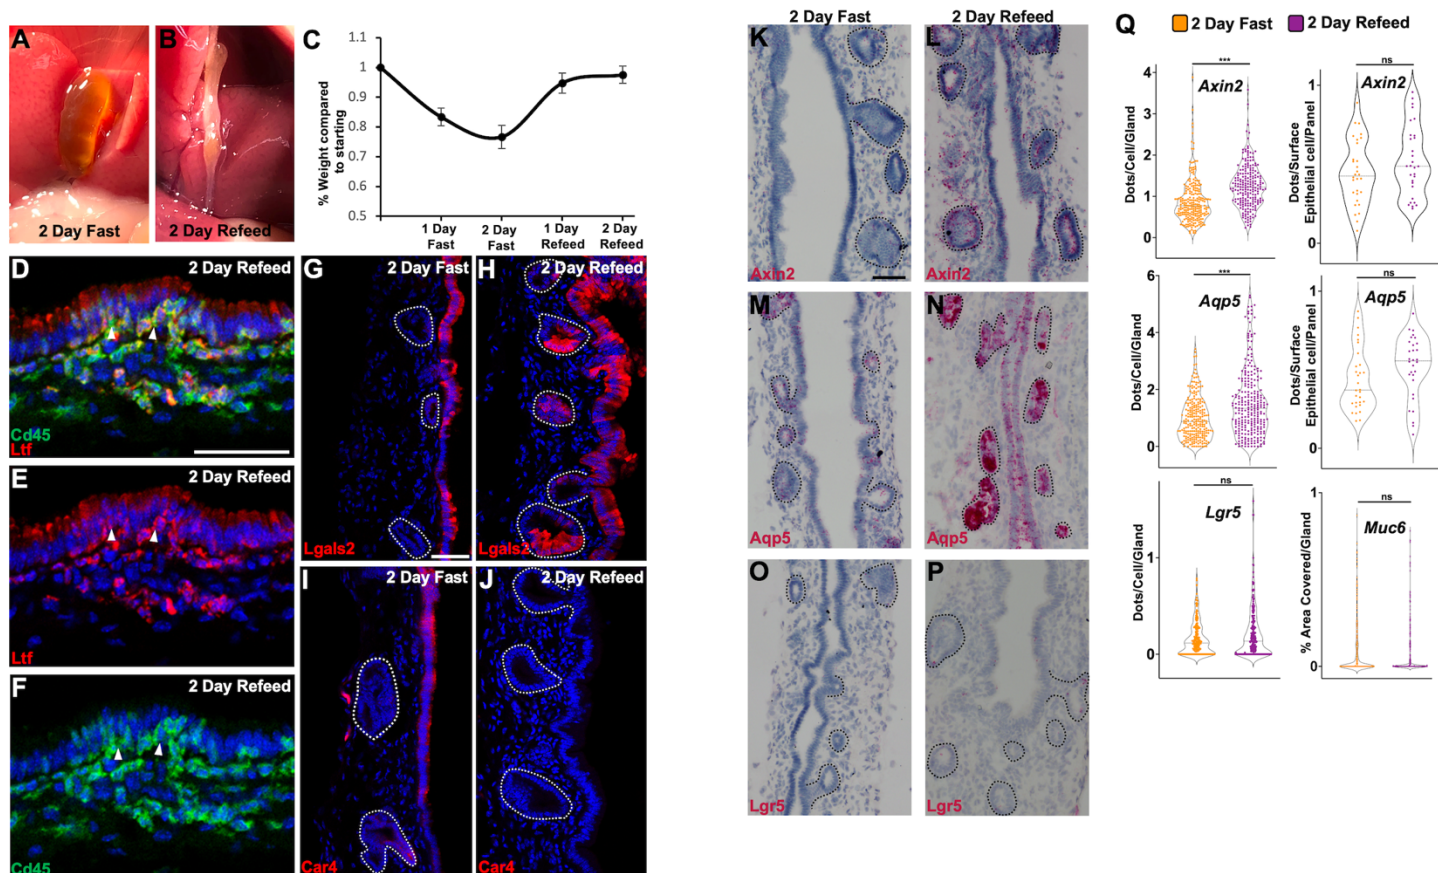 A
2 Day Fast
B
2 Day Refeed
C
% Weight compared
to starting
1
0.9
0.8
0.7
0.6
0.5
1 Day
Fast
2 Day
Fast
1 Day
Refeed
2 Day
Refeed
D
2 Day Refeed
Cd45
Ltf
E
2 Day Refeed
Ltf
F
2 Day Refeed
Cd45
G
2 Day Fast
Lgals2
H
2 Day Refeed
Lgals2
I
2 Day Fast
Car4
J
2 Day Refeed
Car4
2 Day Fast
2 Day Refeed
K
Axin2
L
Axin2
M
Aqp5
N
Aqp5
O
Lgr5
P
Lgr5
Q
2 Day Fast
2 Day Refeed
Dots/Cell/Gland
4
3
2
1
0
***
Axin2
Dots/Surface
Epithelial cell/Panel
1
0
ns
Axin2
Dots/Cell/Gland
6
4
2
0
***
Aqp5
Dots/Surface
Epithelial cell/Panel
1
0
ns
Aqp5
Dots/Cell/Gland
1
0
ns
Lgr5
% Area Covered/Gland
1
0
ns
Muc6